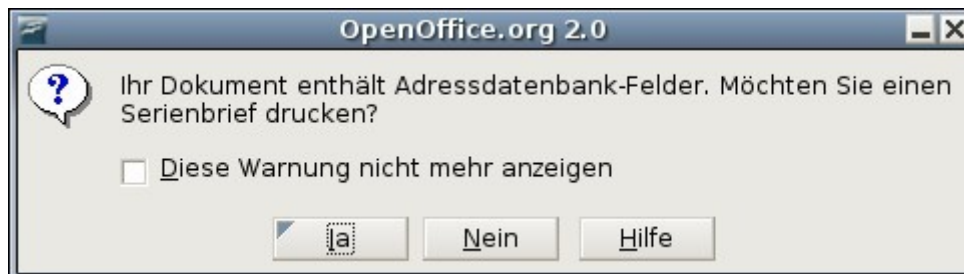 OpenOffice.org 2.0
Ihr Dokument enthält Adressdatenbank-Felder. Möchten Sie einen
Serienbrief drucken?
Diese Warnung nicht mehr anzeigen
Ja Nein Hilfe